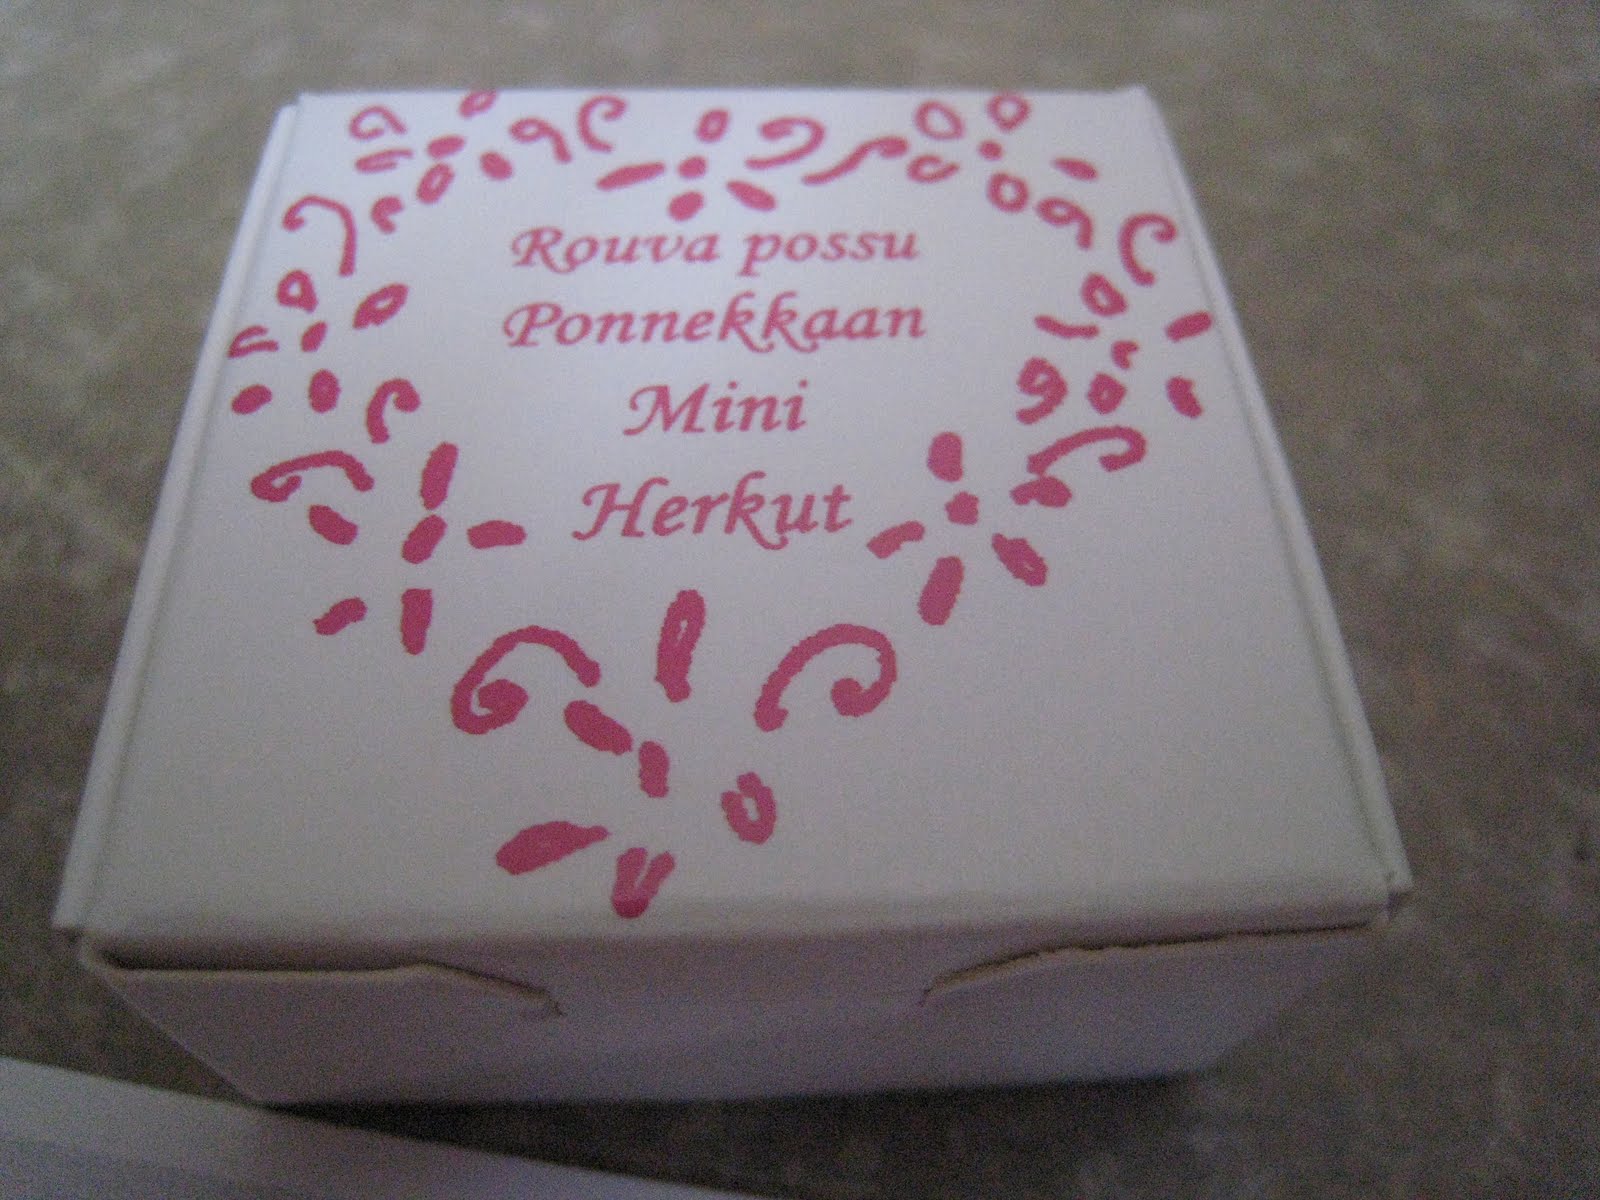 Rouva possu
Ponnekkaan
Mini
Herkut